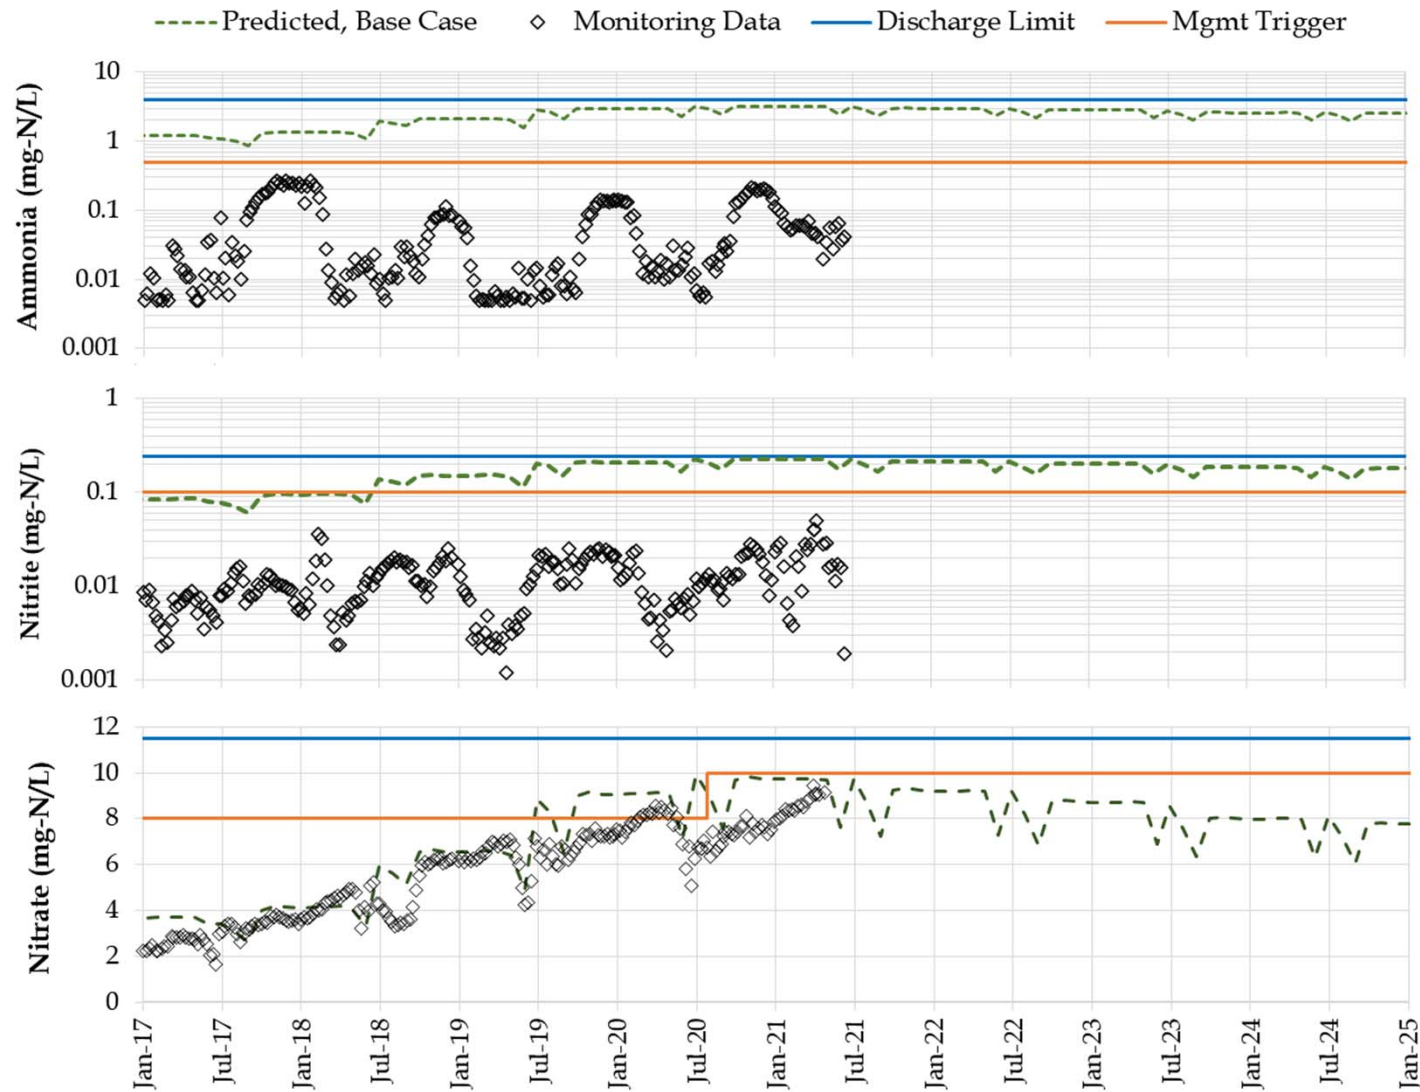 Predicted, Base Case Monitoring Data Discharge Limit Mgmt Trigger
Ammonia (mg-N/L)
10
1
0.1
0.01
0.001
Nitrite (mg-N/L)
1
0.1
0.01
0.001
Nitrate (mg-N/L)
12
10
8
6
4
2
0
Jan-17
Jul-17
Jan-18
Jul-18
Jan-19
Jul-19
Jan-20
Jul-20
Jan-21
Jul-21
Jan-22
Jul-22
Jan-23
Jul-23
Jan-24
Jul-24
Jan-25